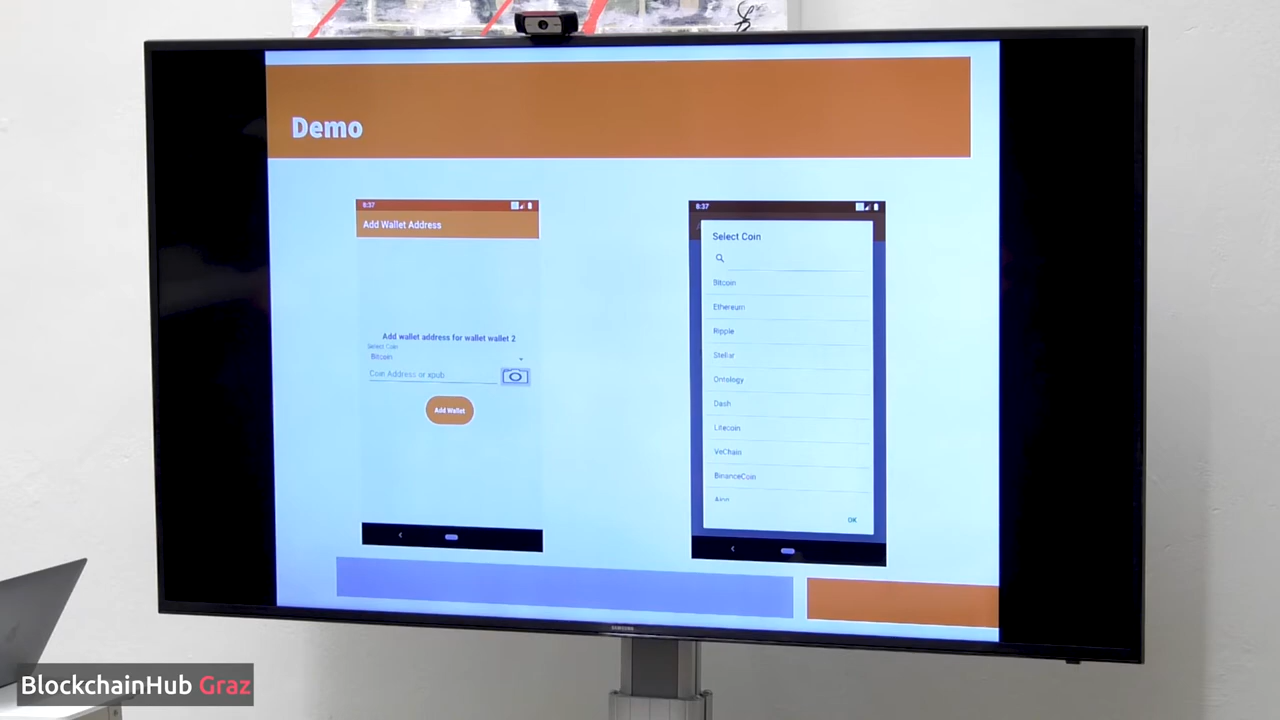 Demo
8:37
Add Wallet Address
Add wallet address for wallet wallet 2
Select Coin
Bitcoin
Coin Address or xpub
Add Wallet
8:37
Select Coin
Bitcoin
Ethereum
Ripple
Stellar
Ontology
Dash
Litecoin
VeChain
BinanceCoin
OK
SAMSUNG
BlockchainHub Graz